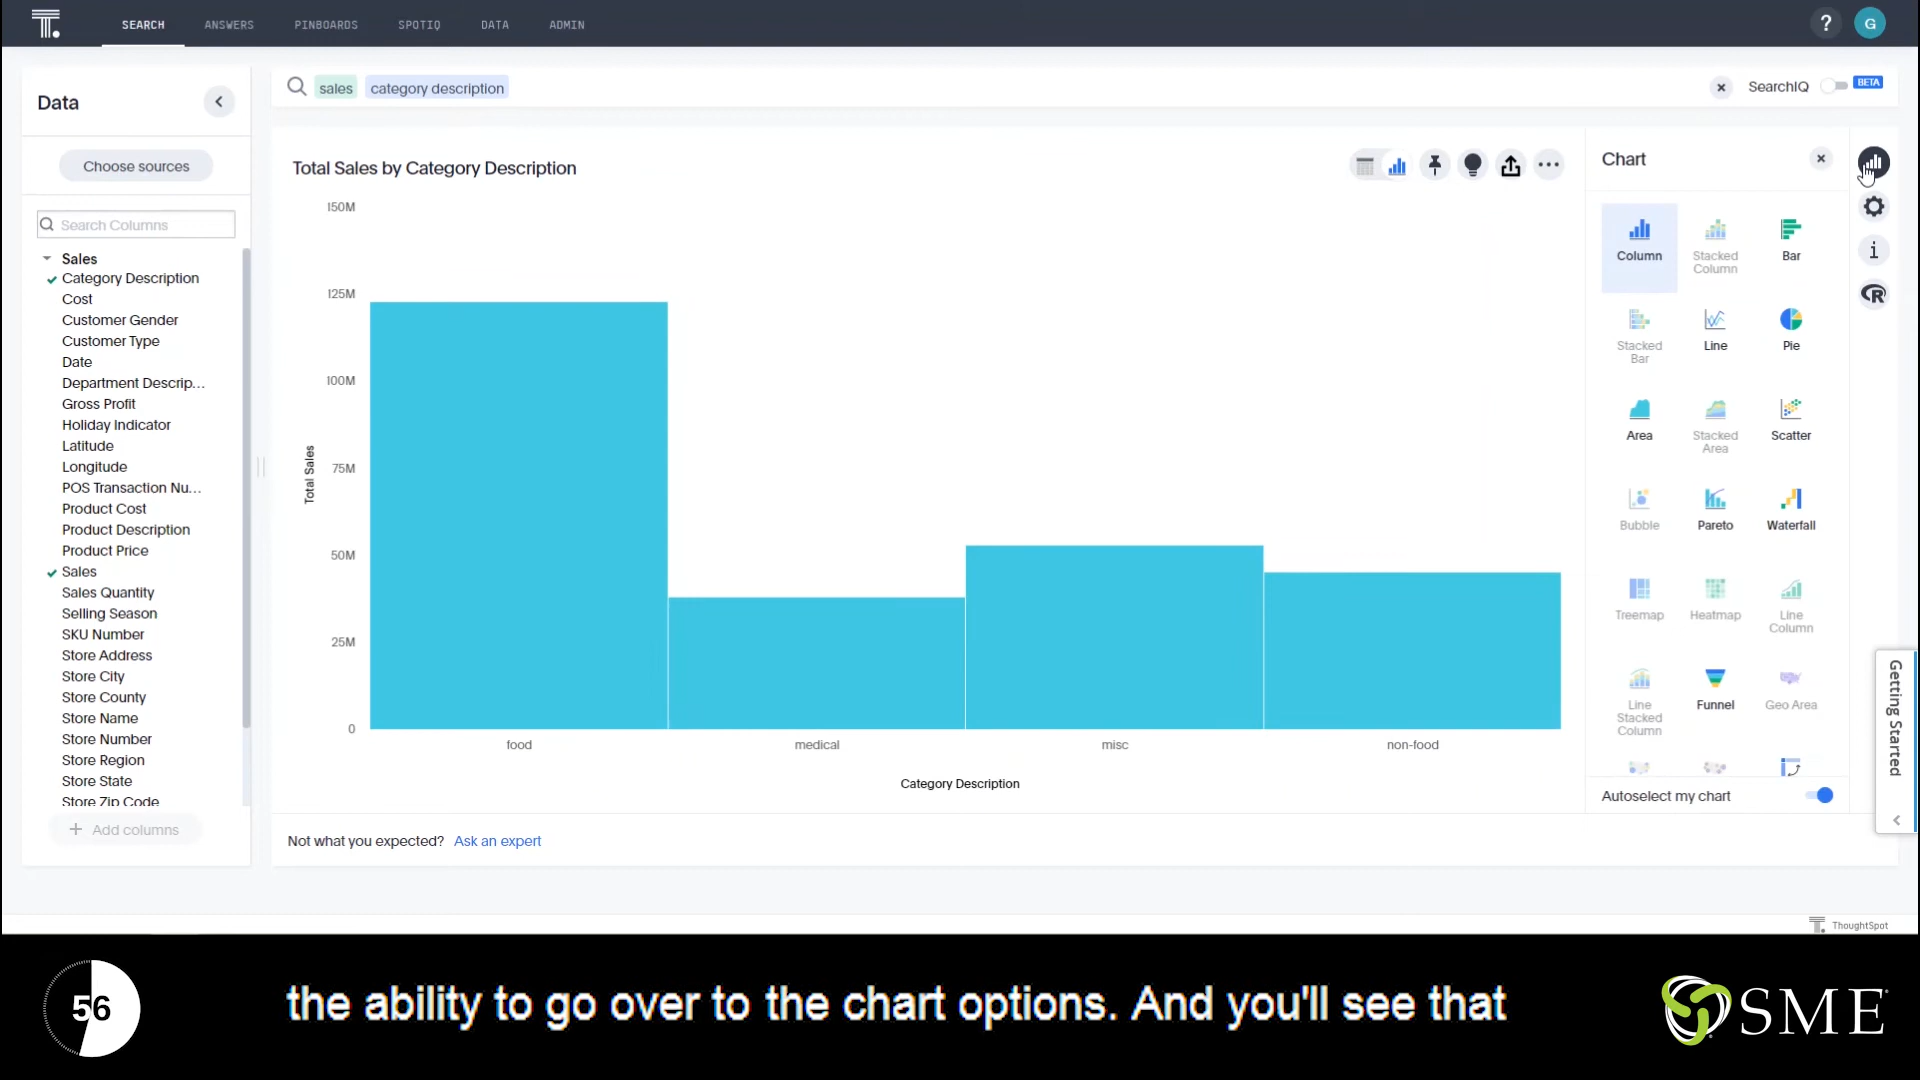 T.
SEARCH
ANSWERS
PINBOARDS
SPOTIQ
DATA
ADMIN
?
G
Data
Choose sources
Search Columns
Sales
Category Description
Cost
Customer Gender
Customer Type
Date
Department Descrip...
Gross Profit
Holiday Indicator
Latitude
Longitude
POS Transaction Nu...
Product Cost
Product Description
Product Price
Sales
Sales Quantity
Selling Season
SKU Number
Store Address
Store City
Store County
Store Name
Store Number
Store Region
Store State
Store Zip Code
+ Add columns
sales category description
SearchIQ
BETA
Total Sales by Category Description
150M
125M
100M
75M
50M
25M
0
Total Sales
food
medical
misc
non-food
Category Description
Not what you expected? Ask an expert
Chart
Column
Stacked
Column
Bar
Stacked
Bar
Line
Pie
Area
Stacked
Area
Scatter
Bubble
Pareto
Waterfall
Treemap
Heatmap
Line
Column
Line
Stacked
Column
Funnel
Geo Area
Autoselect my chart
i
R
Getting Started
T. ThoughtSpot
56
the ability to go over to the chart options. And you'll see that
SME